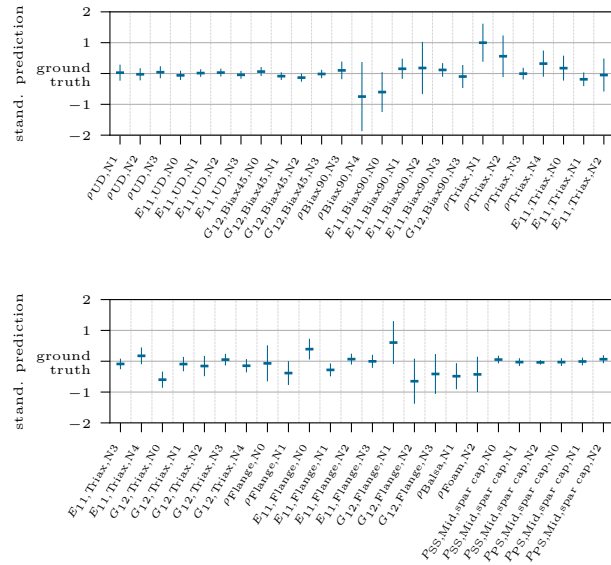 stand. prediction
2
1
ground
truth
−1
−2
ρUD,N1
ρUD,N2
ρUD,N3
E11,UD,N0
E11,UD,N1
E11,UD,N2
E11,UD,N3
G12,Biax45,N0
G12,Biax45,N1
G12,Biax45,N2
G12,Biax45,N3
ρBiax90,N3
ρBiax90,N4
E11,Biax90,N0
E11,Biax90,N1
E11,Biax90,N2
E11,Biax90,N3
G12,Biax90,N3
ρTriax,N1
ρTriax,N2
ρTriax,N3
ρTriax,N4
E11,Triax,N0
E11,Triax,N1
E11,Triax,N2
stand. prediction
2
1
ground
truth
−1
−2
E11,Triax,N3
E11,Triax,N4
G12,Triax,N0
G12,Triax,N1
G12,Triax,N2
G12,Triax,N3
G12,Triax,N4
ρFlange,N0
ρFlange,N1
E11,Flange,N0
E11,Flange,N1
E11,Flange,N2
E11,Flange,N3
G12,Flange,N1
G12,Flange,N2
G12,Flange,N3
ρBalsa,N1
ρFoam,N2
PSS,Mid,spar cap,N0
PSS,Mid,spar cap,N1
PSS,Mid,spar cap,N2
PPS,Mid,spar cap,N0
PPS,Mid,spar cap,N1
PPS,Mid,spar cap,N2